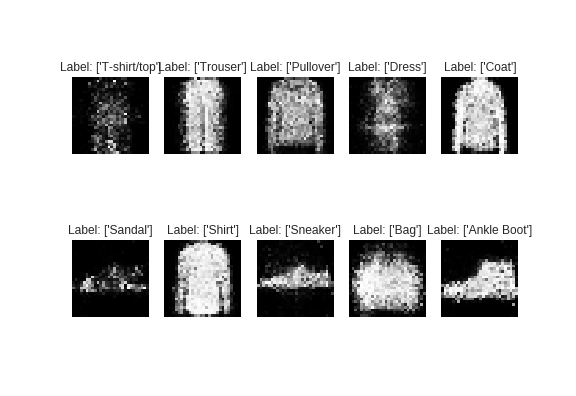 Label: ['T-shirt/top'] Label: ['Trouser'] Label: ['Pullover'] Label: ['Dress'] Label: ['Coat']
Label: ['Sandal'] Label: ['Shirt'] Label: ['Sneaker'] Label: ['Bag'] Label: ['Ankle Boot']